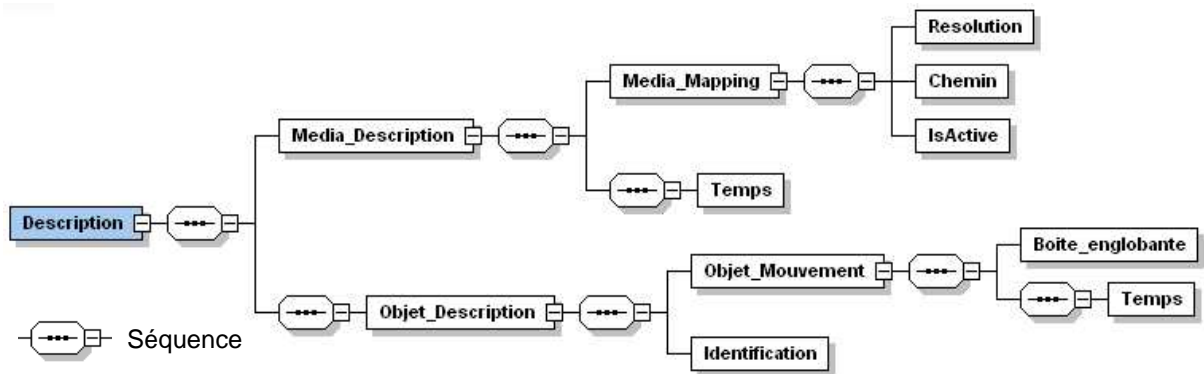 Resolution
Media_Mapping
Chemin
Media_Description
IsActive
Temps
Description
Boite_englobante
Objet_Mouvement
Objet_Description
Temps
Séquence
Identification